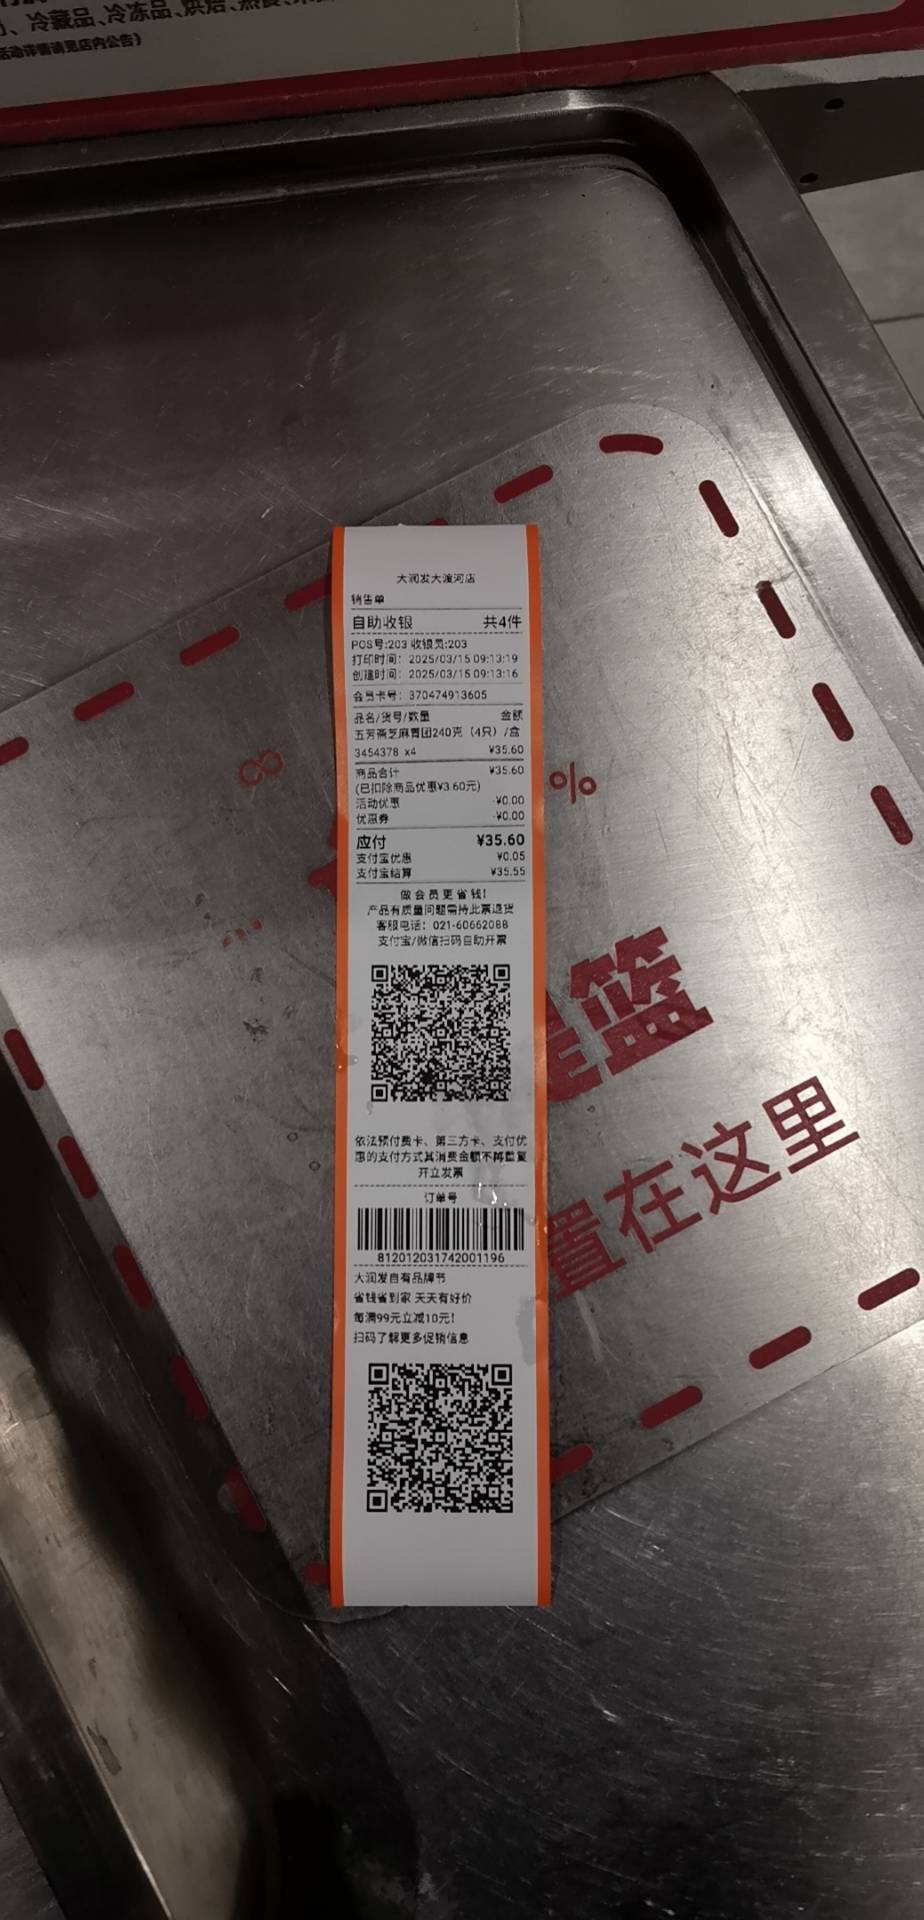 、冷藏品、冷冻品、烘焙、熟食、
活动详情请见店内公告)
大润发大渡河店
销售单
自助收银 共4件
POS号:203 收银员:203
打印时间: 2025/03/15 09:13:19
创建时间: 2025/03/15 09:13:16
会员卡号: 370474913605
品名/货号/数量 金额
五芳斋芝麻青团240克（4只）/盒
3454378 x4 ¥35.60
商品合计 ¥35.60
(已扣除商品优惠¥3.60元)
活动优惠 -¥0.00
优惠券 -¥0.00
应付 ¥35.60
支付宝优惠 ¥0.05
支付宝结算 ¥35.55
做会员更省钱!
产品有质量问题需持此票退货
客服电话: 021-60662088
支付宝/微信扫码自助开票
依法预付费卡、第三方卡、支付优
惠的支付方式其消费金额不再重复
开立发票
订单号
812012031742001196
大润发自有品牌节
省钱省到家 天天有好价
每满99元立减10元!
扫码了解更多促销信息
%
篮
置在这里